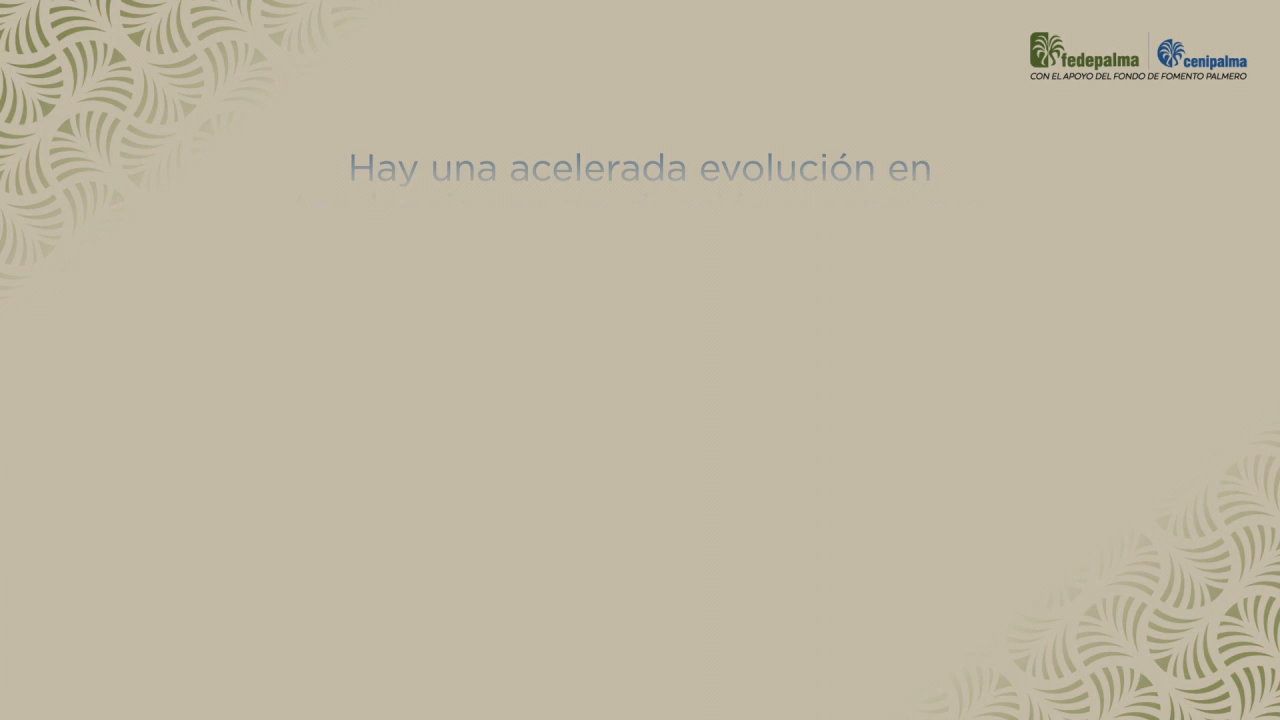 fedepalma cenipalma
CON EL APOYO DEL FONDO DE FOMENTO PALMERO
Hay una acelerada evolución en